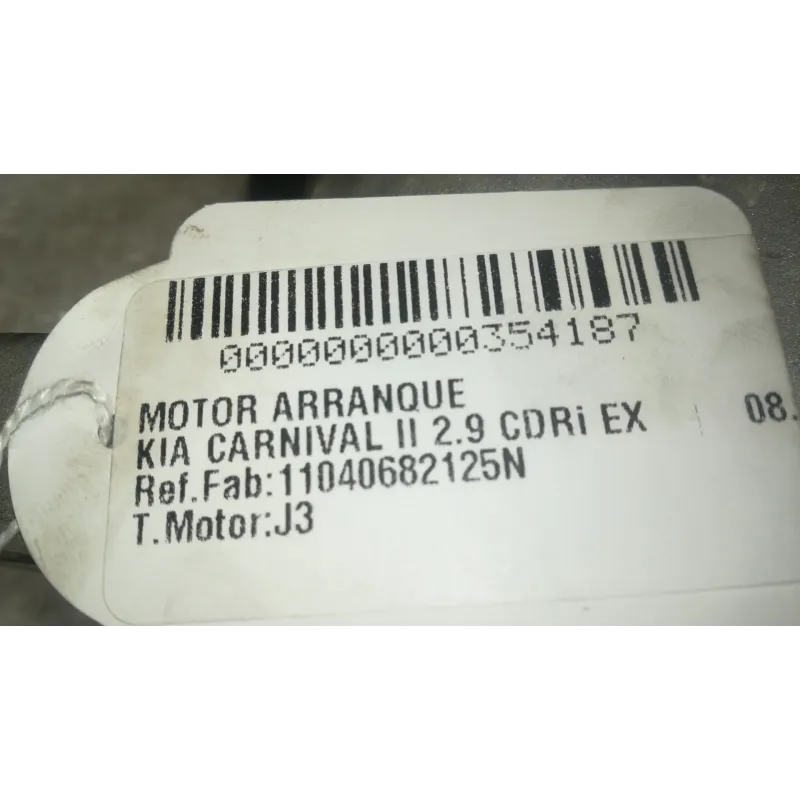 0000000000354187
MOTOR ARRANQUE
KIA CARNIVAL II 2.9 CDRi EX 08.
Ref.Fab:11040682125N
T.Motor:J3